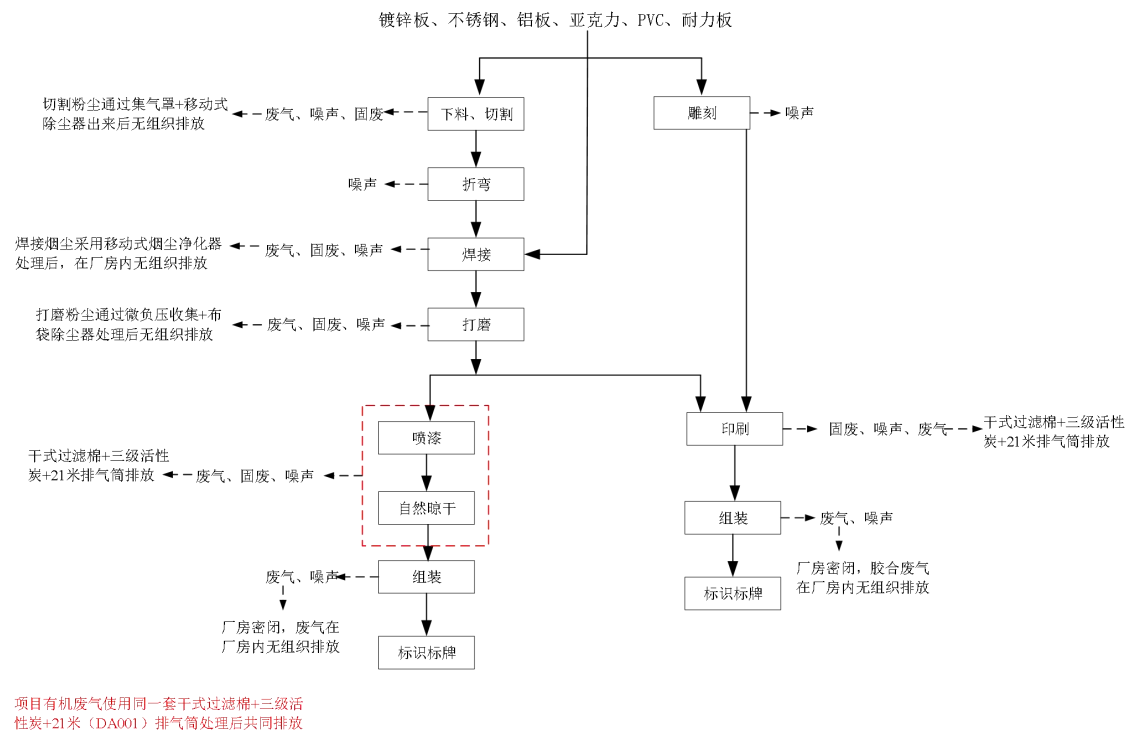 镀锌板、不锈钢、铝板、亚克力、PVC、耐力板
切割粉尘通过集气罩+移动式
除尘器出来后无组织排放
废气、噪声、固废
下料、切割
雕刻
噪声
噪声
折弯
焊接烟尘采用移动式烟尘净化器
处理后，在厂房内无组织排放
废气、固废、噪声
焊接
打磨粉尘通过微负压收集+布
袋除尘器处理后无组织排放
废气、固废、噪声
打磨
喷漆
印刷
固废、噪声、废气
干式过滤棉+三级活性
炭+21米排气筒排放
干式过滤棉+三级活性
炭+21米排气筒排放
废气、固废、噪声
自然晾干
组装
废气、噪声
厂房密闭，胶合废气
在厂房内无组织排放
废气、噪声
组装
标识标牌
厂房密闭，废气在
厂房内无组织排放
标识标牌
项目有机废气使用同一套干式过滤棉+三级活
性炭+21米（DA001）排气筒处理后共同排放